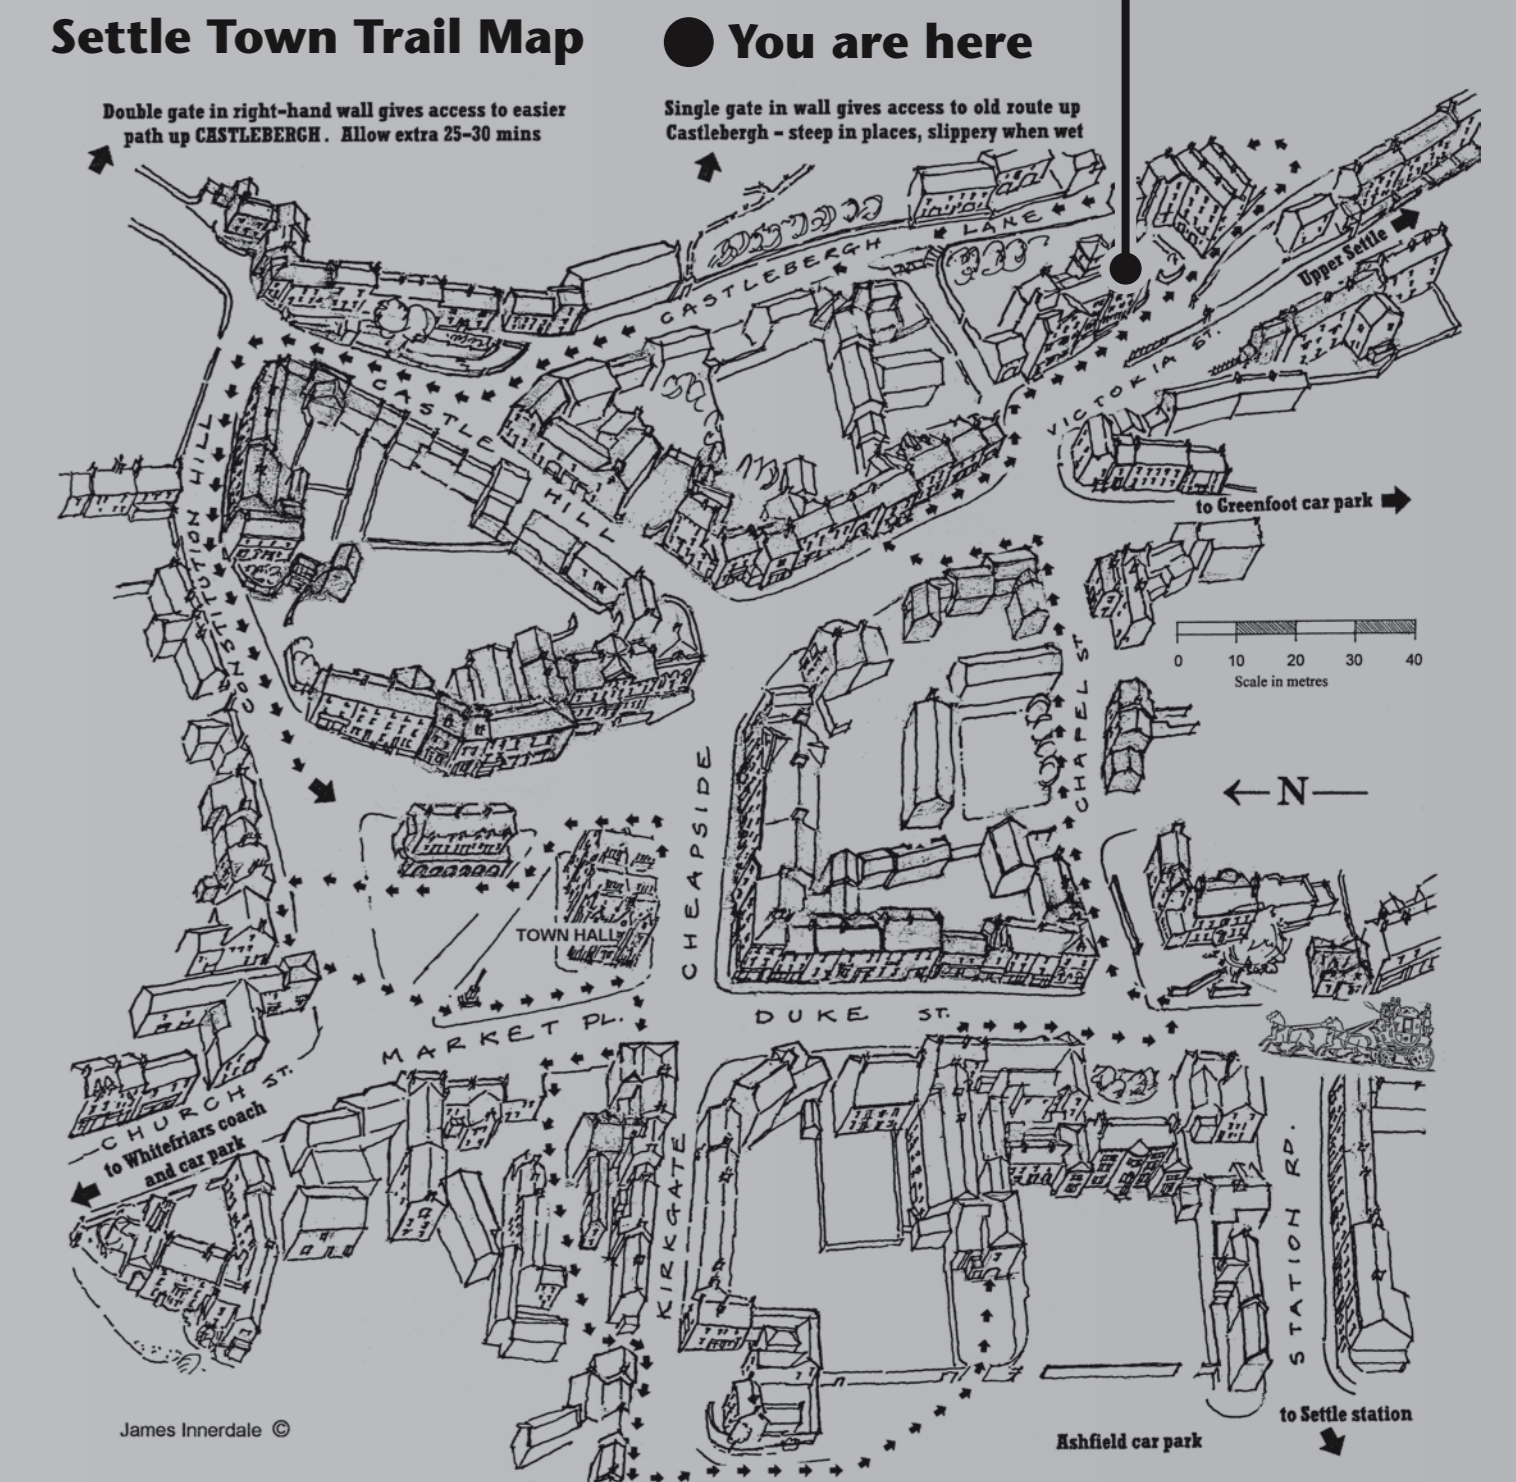 Settle Town Trail Map
You are here
Double gate in right-hand wall gives access to easier
path up CASTLEBERGH. Allow extra 25-30 mins
Single gate in wall gives access to old route up
Castlebergh - steep in places, slippery when wet
CASTLEBERGH LANE
Upper Settle
VICTORIA ST.
CASTLE HILL
CONSTITUTION HILL
to Greenfoot car park
0 10 20 30 40
Scale in metres
CHAPEL ST
← N
CHEAPSIDE
TOWN HALL
DUKE ST.
MARKET PL.
CHURCH ST.
to Whitefriars coach
and car park
KIRKGATE
STATION RD.
to Settle station
Ashfield car park
James Innerdale ©